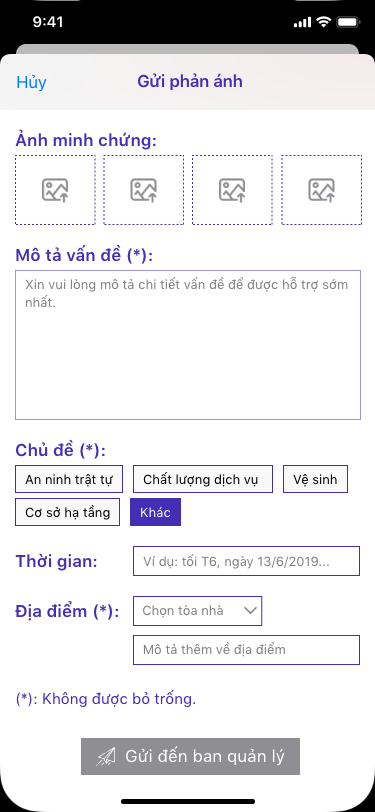 9:41
Hủy
Gửi phản ánh
Ảnh minh chứng:
Mô tả vấn đề (*):
Xin vui lòng mô tả chi tiết vấn đề để được hỗ trợ sớm
nhất.
Chủ đề (*):
An ninh trật tự
Chất lượng dịch vụ
Vệ sinh
Cơ sở hạ tầng
Khác
Thời gian:
Ví dụ: tối T6, ngày 13/6/2019...
Địa điểm (*):
Chọn tòa nhà
Mô tả thêm về địa điểm
(*): Không được bỏ trống.
Gửi đến ban quản lý